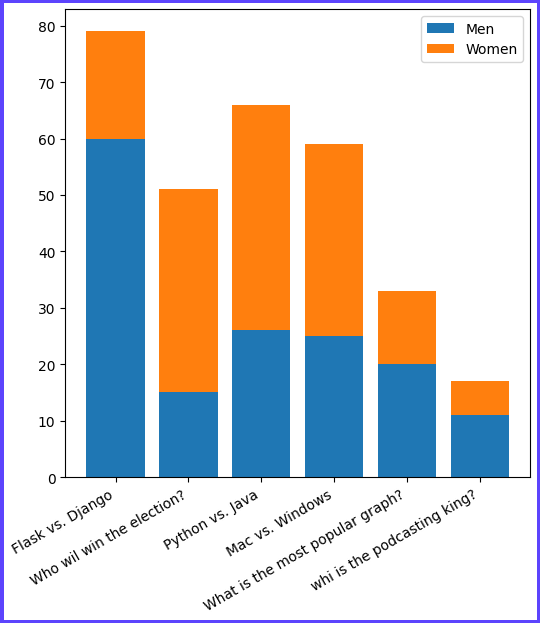 80
70
60
50
40
30
20
10
0
Men
Women
Flask vs. Django
Who wil win the election?
Python vs. Java
Mac vs. Windows
What is the most popular graph?
whi is the podcasting king?